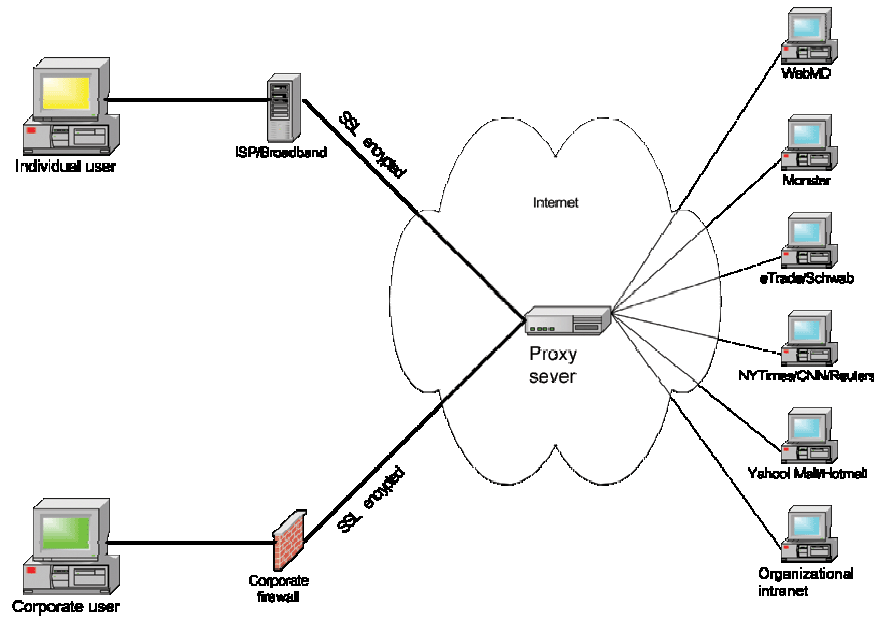 WebMD
Individual user
ISP/Broadband
SSL encrypted
Monster
Internet
eTrade/Schwab
Proxy
sever
NYTimes/CNN/Reuters
Yahoo! Mail/Hotmail
SSL encrypted
Corporate user
Corporate
firewall
Organizational
intranet